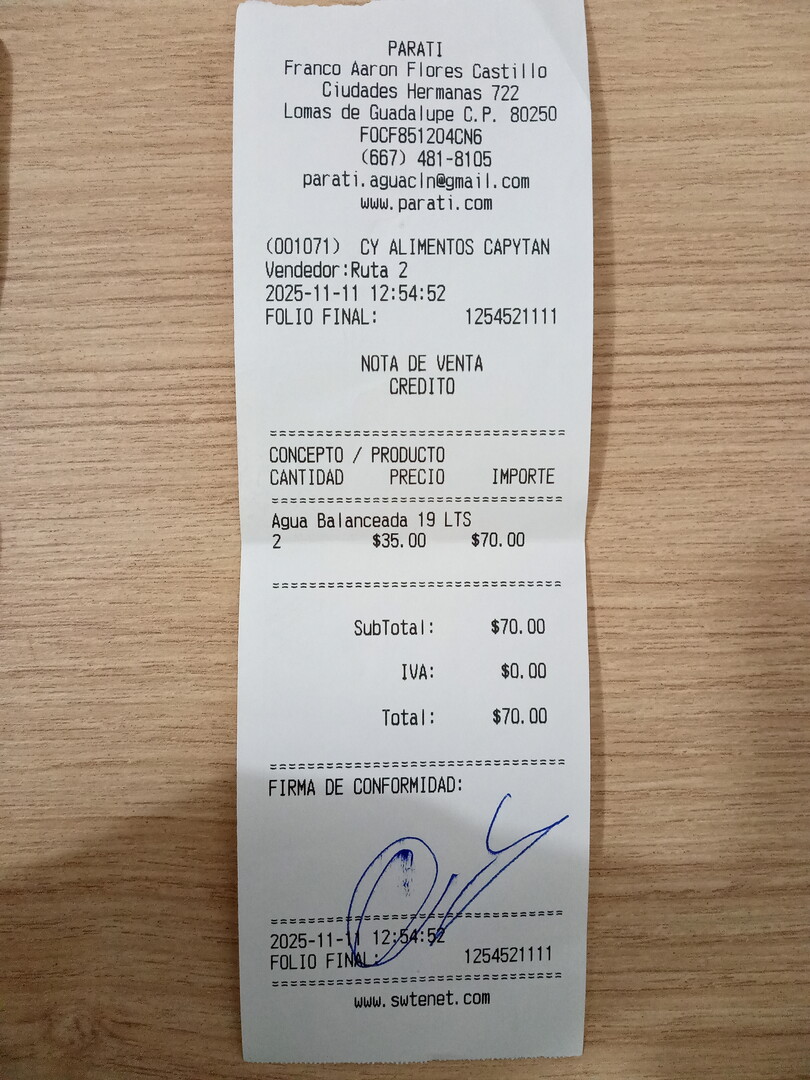 PARATI
Franco Aaron Flores Castillo
Ciudades Hermanas 722
Lomas de Guadalupe C.P. 80250
FOCF851204CN6
(667) 481-8105
parati.aguacln@gmail.com
www.parati.com
(001071) CY ALIMENTOS CAPYTAN
Vendedor:Ruta 2
2025-11-11 12:54:52
FOLIO FINAL: 1254521111
NOTA DE VENTA
CREDITO
CONCEPTO / PRODUCTO
CANTIDAD PRECIO IMPORTE
Agua Balanceada 19 LTS
2 $35.00 $70.00
SubTotal: $70.00
IVA: $0.00
Total: $70.00
FIRMA DE CONFORMIDAD:
2025-11-11 12:54:52
FOLIO FINAL: 1254521111
www.swtenet.com